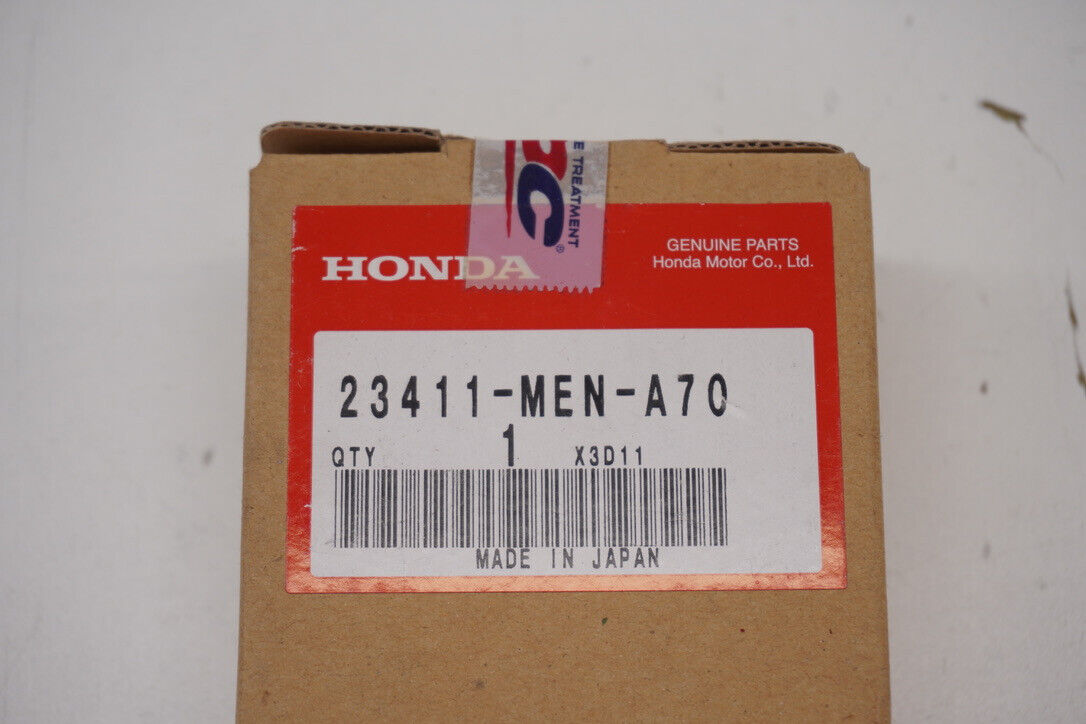 E TREATMENT
C®
HONDA
GENUINE PARTS
Honda Motor Co., Ltd.
23411-MEN-A70
QTY 1 X3D11
MADE IN JAPAN